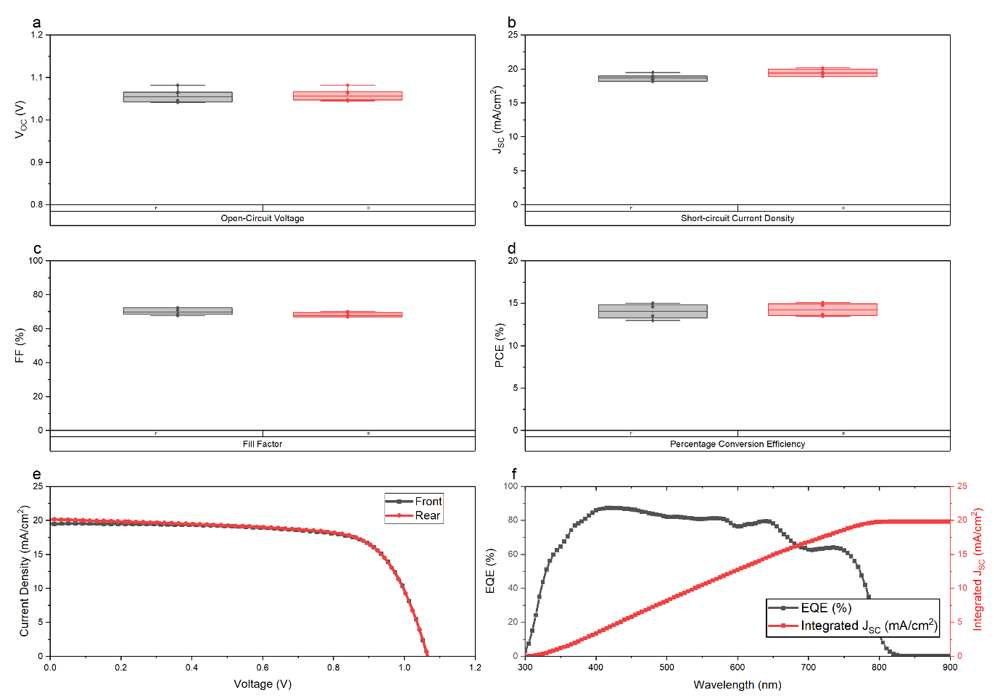 a
1.2
1.1
1.0
0.9
0.8
V_OC (V)
F R
Open-Circuit Voltage
b
25
20
15
10
5
0
J_SC (mA/cm²)
F R
Short-circuit Current Density
c
100
80
60
40
20
0
FF (%)
F R
Fill Factor
d
20
15
10
5
0
PCE (%)
F R
Percentage Conversion Efficiency
e
25
20
15
10
5
0
Current Density (mA/cm²)
Front
Rear
0.0 0.2 0.4 0.6 0.8 1.0 1.2
Voltage (V)
f
100
80
60
40
20
0
EQE (%)
25
20
15
10
5
0
Integrated J_SC (mA/cm²)
EQE (%)
Integrated J_SC (mA/cm²)
300 400 500 600 700 800 900
Wavelength (nm)